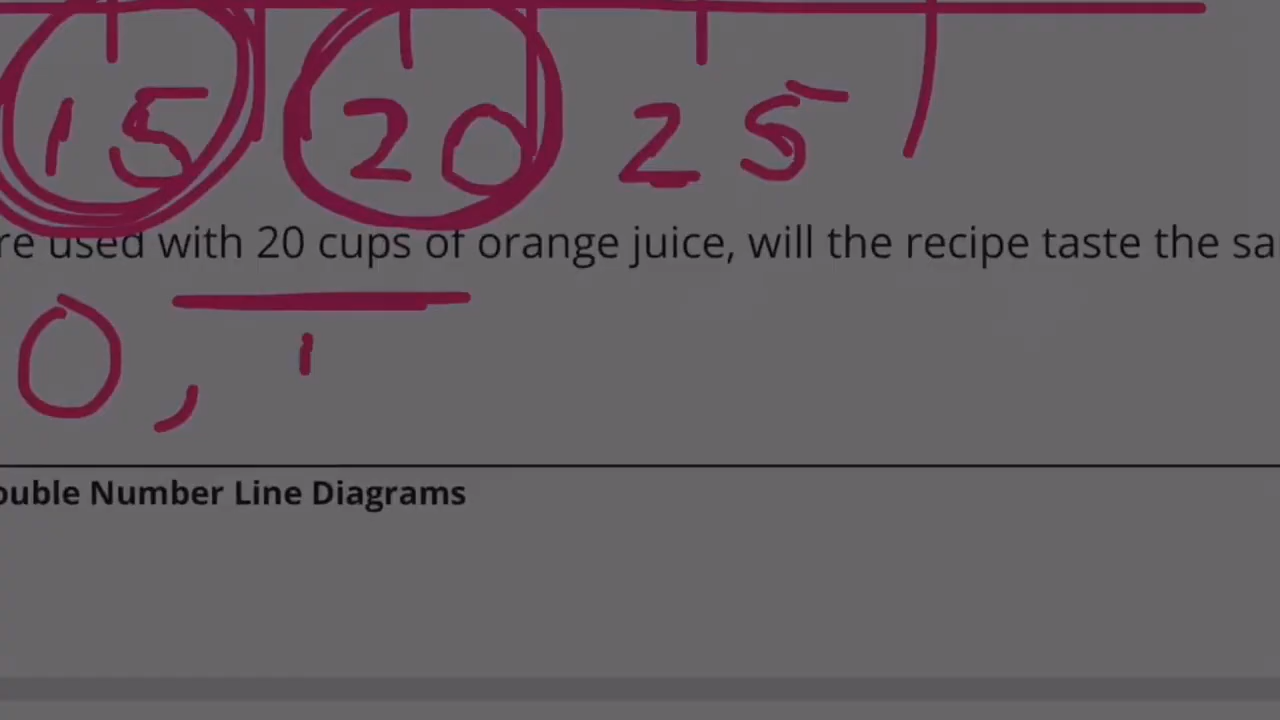 15 20 25
re used with 20 cups of orange juice, will the recipe taste the sa
0,
ouble Number Line Diagrams